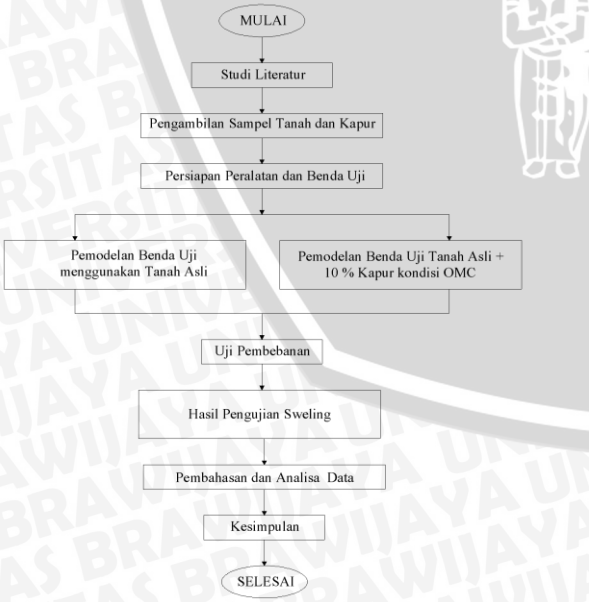 MULAI
Studi Literatur
Pengambilan Sampel Tanah dan Kapur
Persiapan Peralatan dan Benda Uji
Pemodelan Benda Uji
menggunakan Tanah Asli
Pemodelan Benda Uji Tanah Asli +
10 % Kapur kondisi OMC
Uji Pembebanan
Hasil Pengujian Sweling
Pembahasan dan Analisa Data
Kesimpulan
SELESAI